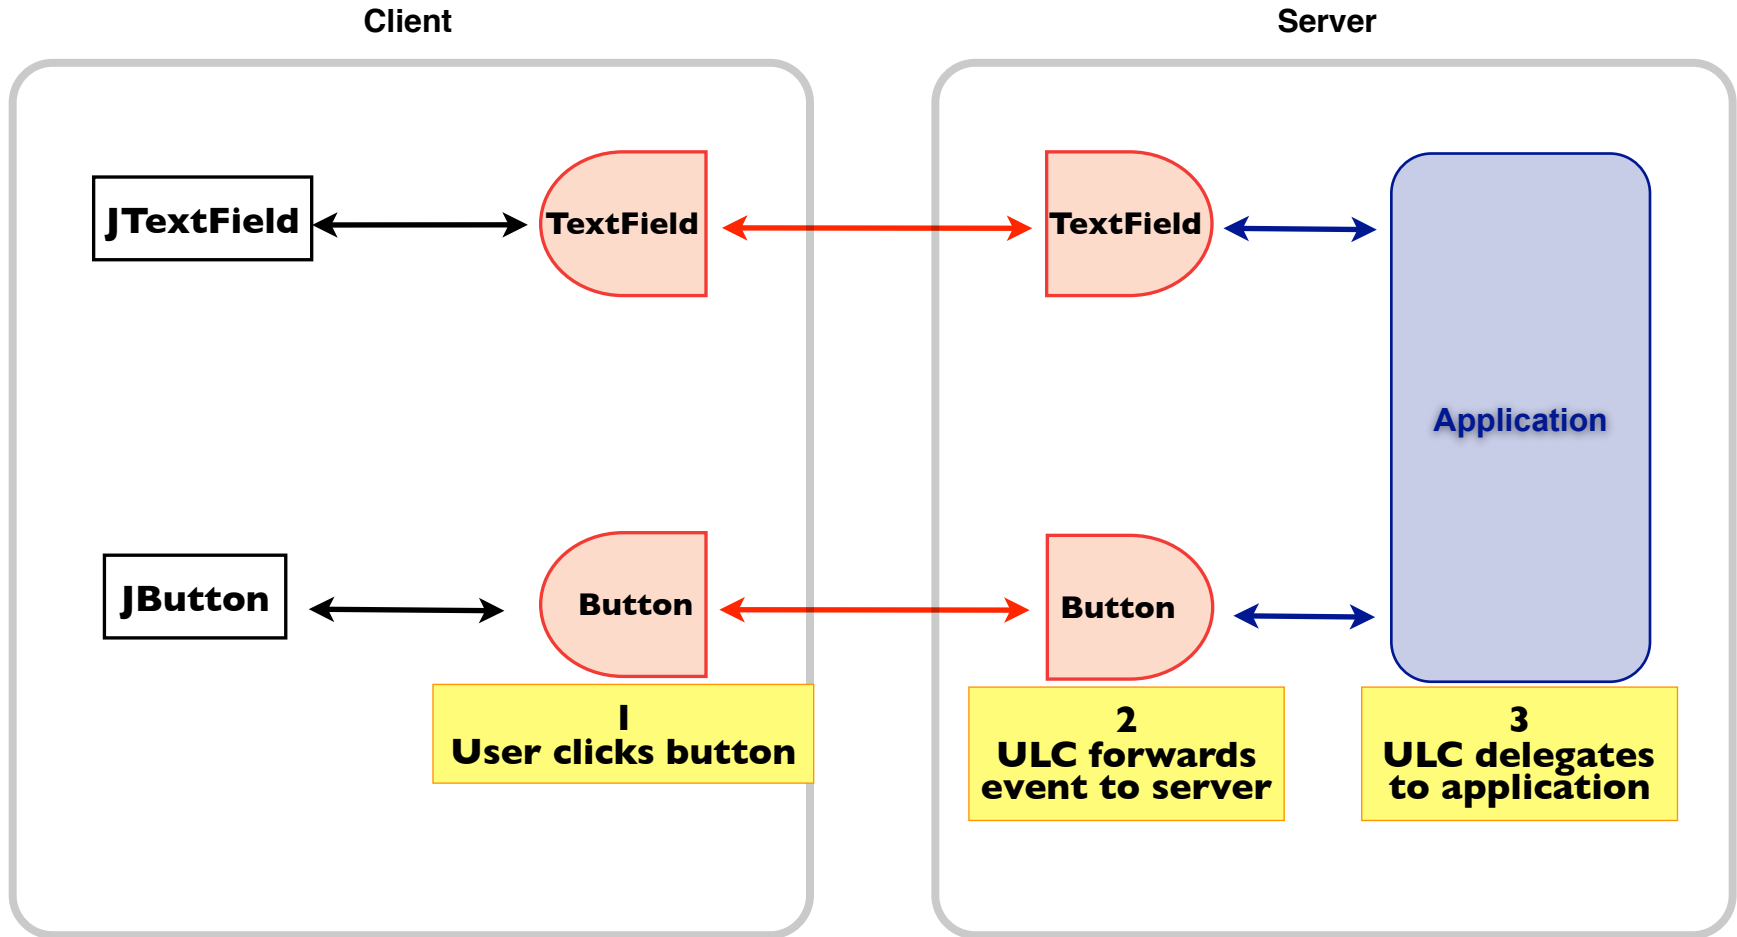 Client
Server
JTextField
TextField
TextField
Application
JButton
Button
Button
1
User clicks button
2
ULC forwards
event to server
3
ULC delegates
to application